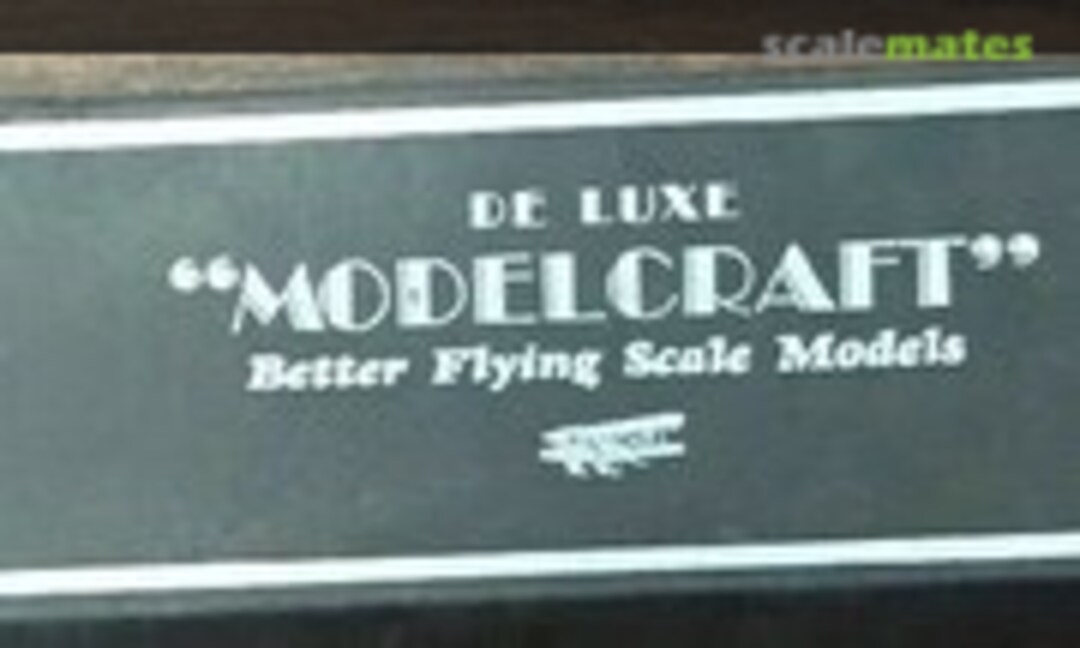 scalemates
DE LUXE
“MODELCRAFT”
Better Flying Scale Models